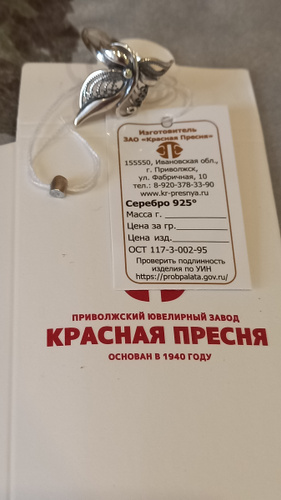 Изготовитель
ЗАО «Красная Пресня»
155550, Ивановская обл.,
г. Приволжск,
ул. Фабричная, 10
тел.: 8-920-378-33-90
www.kr-presnya.ru
Серебро 925°
Масса г.
Цена за гр.
Цена изд.
ОСТ 117-3-002-95
Проверить подлинность
изделия по УИН
https://probpalata.gov.ru/
ПРИВОЛЖСКИЙ ЮВЕЛИРНЫЙ ЗАВОД
КРАСНАЯ ПРЕСНЯ
ОСНОВАН В 1940 ГОДУ